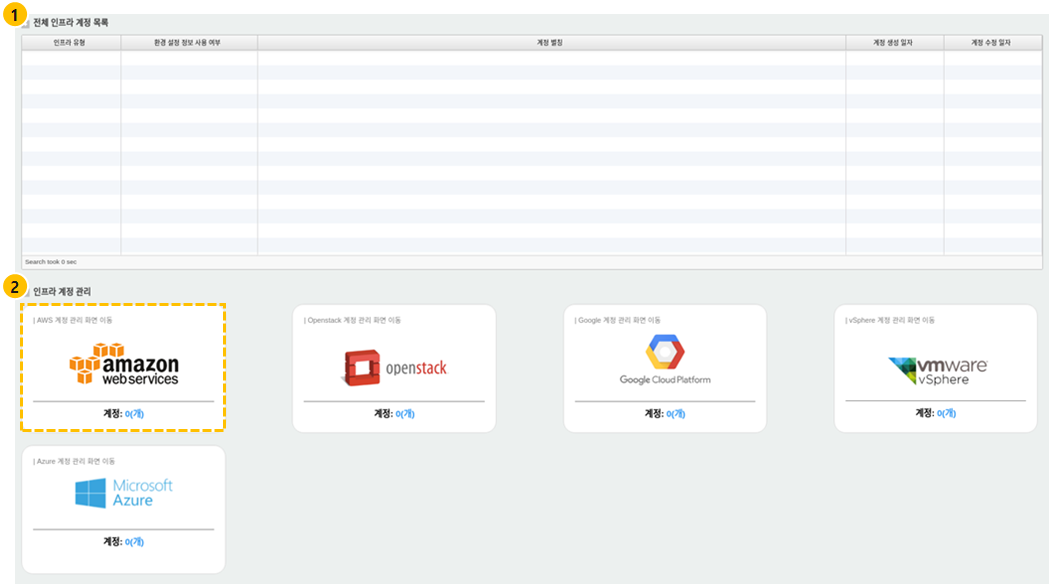 1
전체 인프라 계정 목록
인프라 유형 환경 설정 정보 사용 여부 계정 별칭 계정 생성 일자 계정 수정 일자
Search took 0 sec
2
인프라 계정 관리
| AWS 계정 관리 화면 이동
amazon
web services
계정: 0(개)
| Openstack 계정 관리 화면 이동
openstack
계정: 0(개)
| Google 계정 관리 화면 이동
Google Cloud Platform
계정: 0(개)
| vSphere 계정 관리 화면 이동
vmware
vSphere
계정: 0(개)
| Azure 계정 관리 화면 이동
Microsoft
Azure
계정: 0(개)